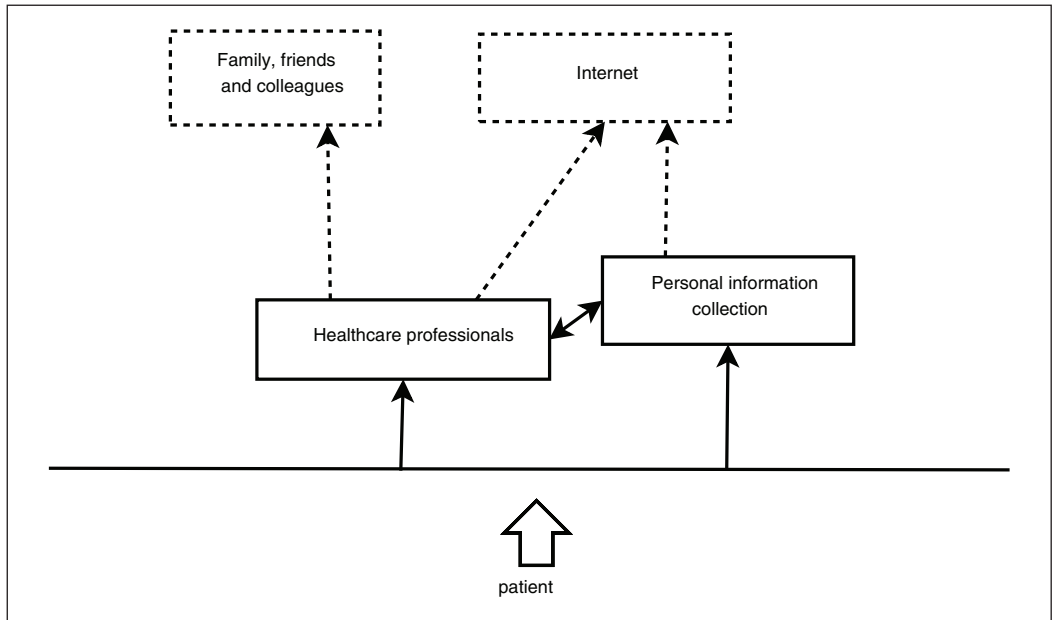 Family, friends
and colleagues
Internet
Personal information
collection
Healthcare professionals
patient